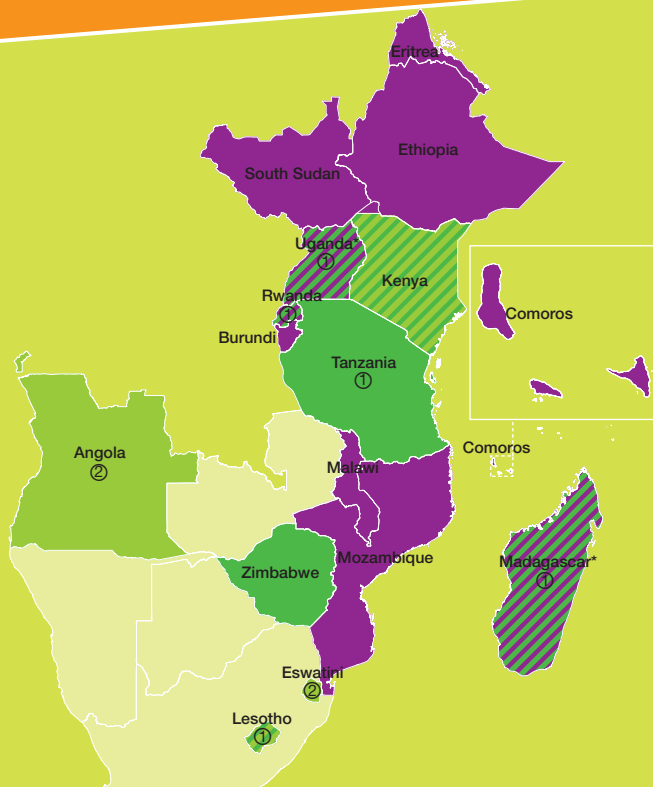 Eritrea
Ethiopia
South Sudan
Uganda*
①
Kenya
Rwanda
①
Comoros
Burundi
Tanzania
①
Angola
②
Comoros
Malawi
Mozambique
Madagascar*
①
Zimbabwe
Eswatini
②
Lesotho
①